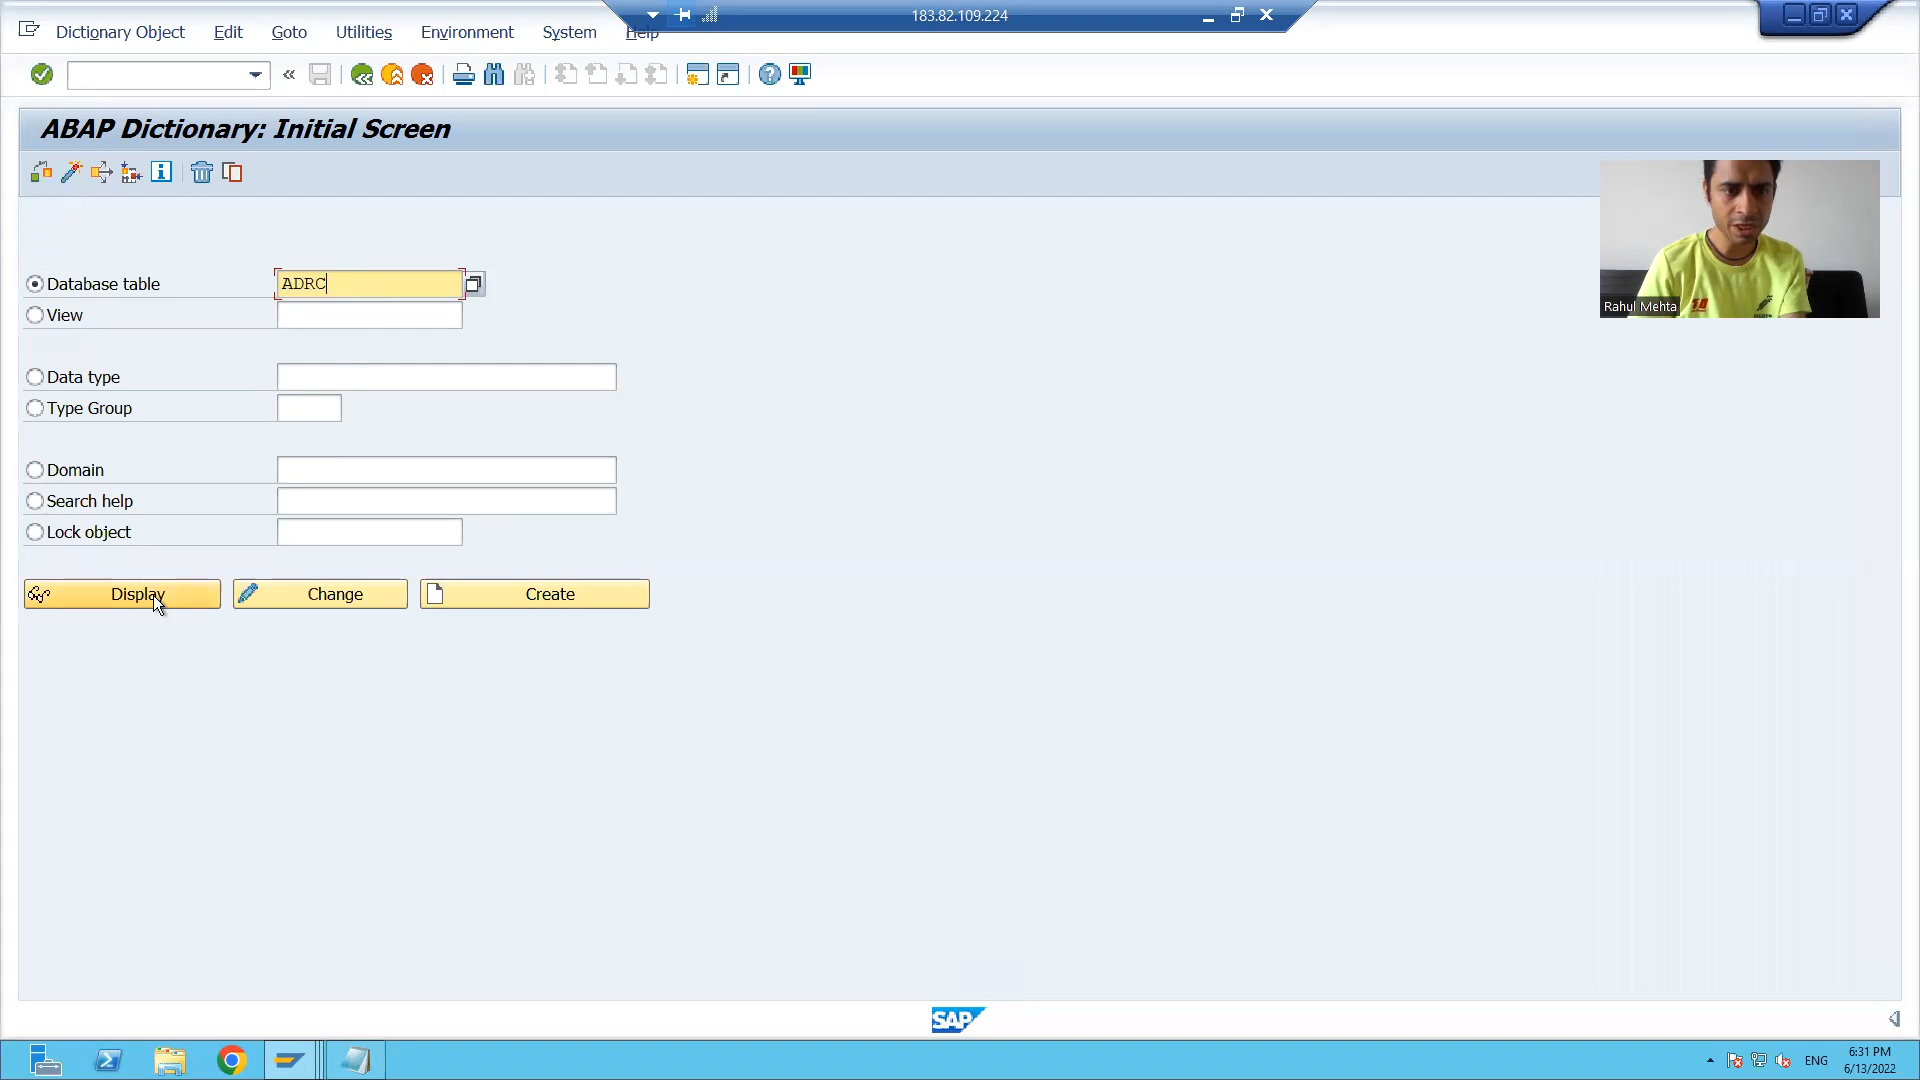 183.82.109.224
Dictionary Object Edit Goto Utilities Environment System Help
ABAP Dictionary: Initial Screen
Database table ADRC
View
Rahul Mehta
Data type
Type Group
Domain
Search help
Lock object
Display Change Create
SAP
ENG
6:31 PM
6/13/2022